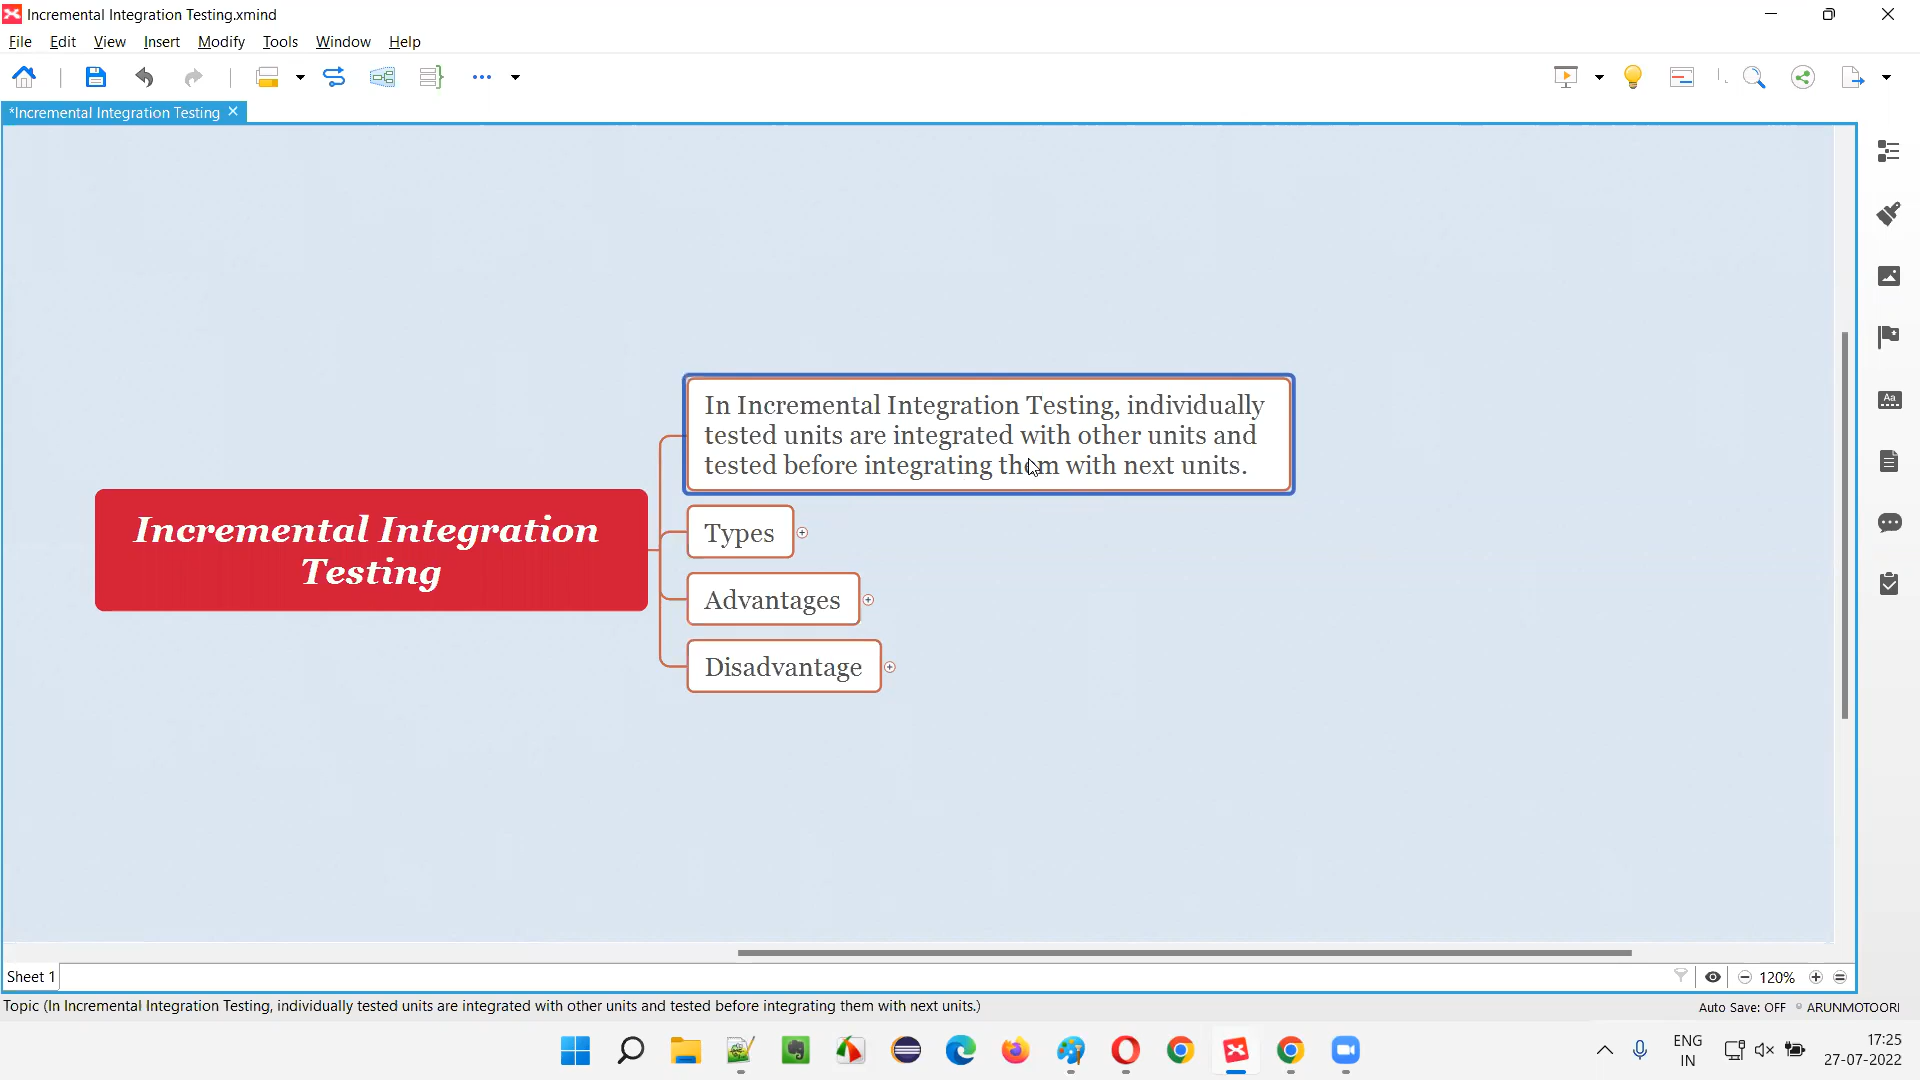 Incremental Integration Testing.xmind
File Edit View Insert Modify Tools Window Help
*Incremental Integration Testing
In Incremental Integration Testing, individually
tested units are integrated with other units and
tested before integrating them with next units.
Incremental Integration
Testing
Types
Advantages
Disadvantage
Aa
Sheet 1
120%
Topic (In Incremental Integration Testing, individually tested units are integrated with other units and tested before integrating them with next units.)
Auto Save: OFF ARUNMOTOORI
ENG
IN
17:25
27-07-2022